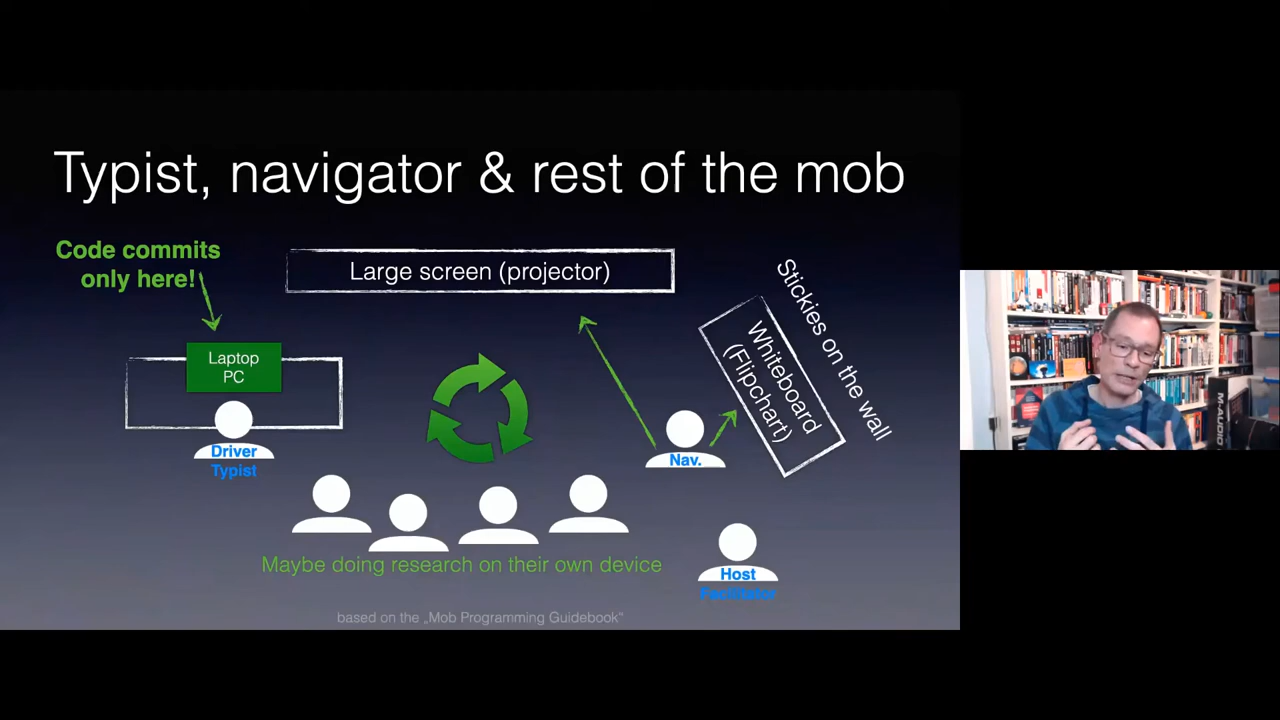 Typist, navigator & rest of the mob
Code commits
only here!
Large screen (projector)
Stickies on the wall
Whiteboard
(Flipchart)
Laptop
PC
Driver
Typist
Nav.
Maybe doing research on their own device
Host
Facilitator
based on the „Mob Programming Guidebook“
M-AUDIO